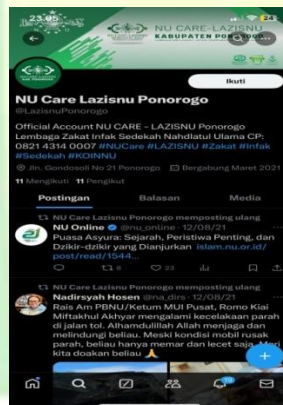 23.05
NU CARE-LAZISNU
KABUPATEN PONOROGO
Ikuti
NU Care Lazisnu Ponorogo
@LazisnuPonorogo
Official Account NU CARE - LAZISNU Ponorogo
Lembaga Zakat Infak Sedekah Nahdlatul Ulama CP:
0821 4314 0007 #NUCare #LAZISNU #Zakat #Infak
#Sedekah #KOINNU
Jln. Gondosoli No 21 Ponorogo Bergabung Maret 2021
11 Mengikuti 11 Pengikut
Postingan Balasan Media
NU Care Lazisnu Ponorogo memposting ulang
NU Online @nu_online · 12/08/21
Puasa Asyura: Sejarah, Peristiwa Penting, dan
Dzikir-dzikir yang Dianjurkan islam.nu.or.id/
post/read/1544...
8 23
NU Care Lazisnu Ponorogo memposting ulang
Nadirsyah Hosen @na_dirs · 12/08/21
Rais Am PBNU/Ketum MUI Pusat, Romo Kiai
Miftakhul Akhyar mengalami kecelakaan parah
di jalan tol. Alhamdulillah Allah menjaga dan
melindungi beliau. Meski kondisi mobil rusak
parah, beliau hanya memar dan lecet saja. Mari
kita doakan beliau